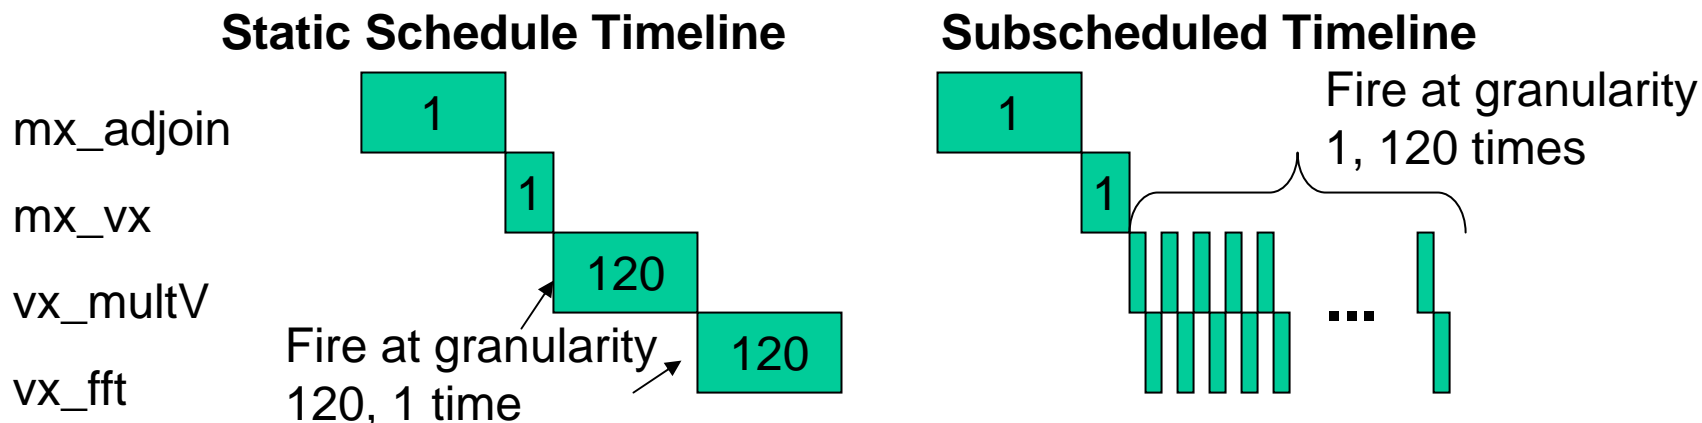 Static Schedule Timeline
Subscheduled Timeline
mx_adjoin
mx_vx
vx_multV
vx_fft
1
1
120
120
Fire at granularity
120, 1 time
1
1
Fire at granularity
1, 120 times
...